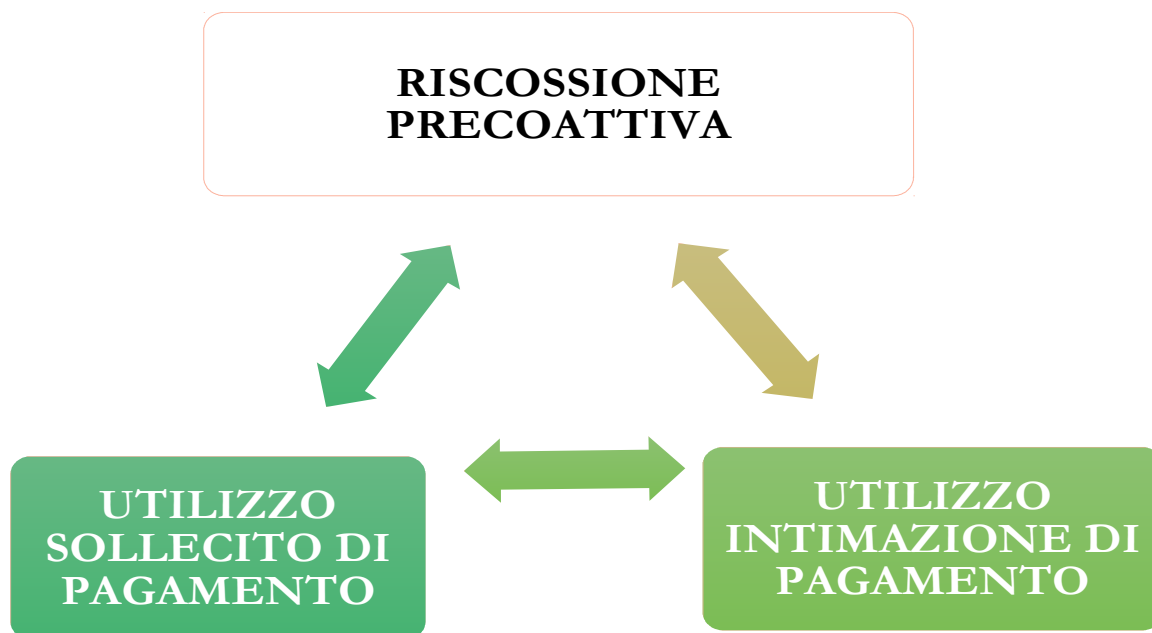 RISCOSSIONE
PRECOATTIVA
UTILIZZO
SOLLECITO DI
PAGAMENTO
UTILIZZO
INTIMAZIONE DI
PAGAMENTO